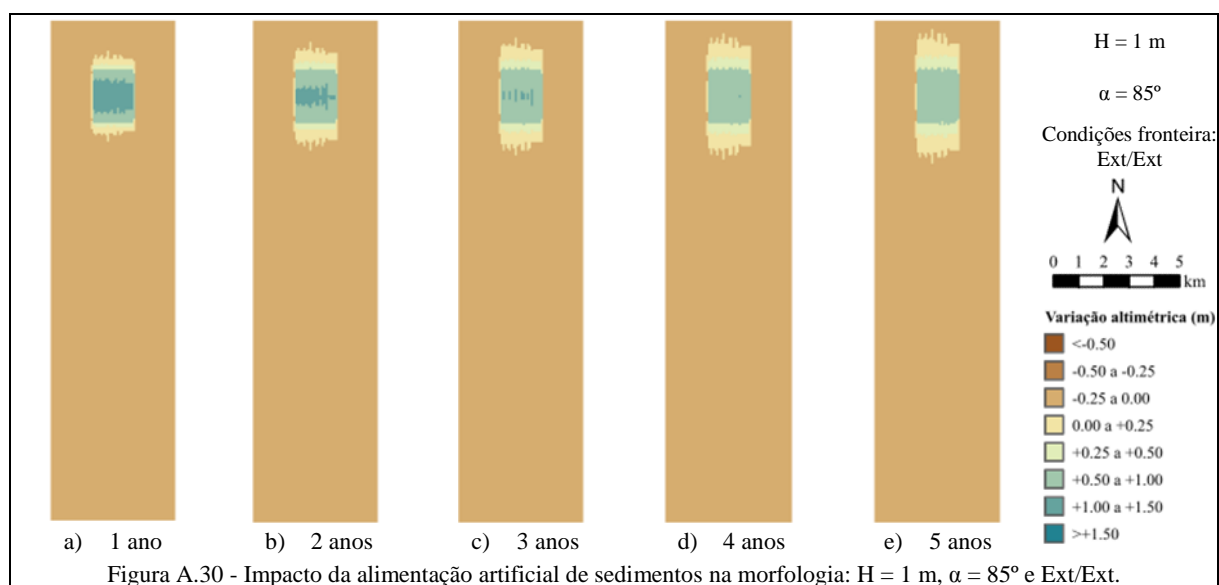 H = 1 m
α = 85º
Condições fronteira:
Ext/Ext
N
0 1 2 3 4 5
km
Variação altimétrica (m)
<-0.50
-0.50 a -0.25
-0.25 a 0.00
0.00 a +0.25
+0.25 a +0.50
+0.50 a +1.00
+1.00 a +1.50
>+1.50
a) 1 ano
b) 2 anos
c) 3 anos
d) 4 anos
e) 5 anos
Figura A.30 - Impacto da alimentação artificial de sedimentos na morfologia: H = 1 m, α = 85º e Ext/Ext.